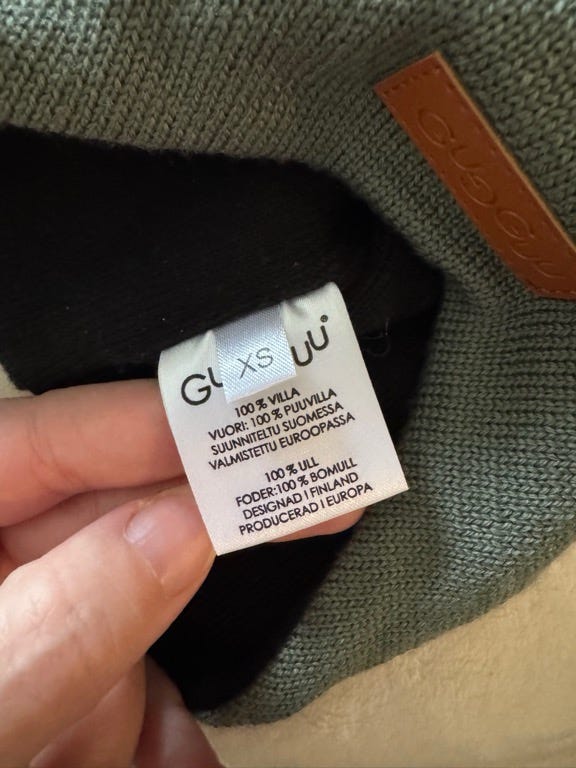 GUGGUU
GU UU®
XS
100 % VILLA
VUORI: 100 % PUUVILLA
SUUNNITELTU SUOMESSA
VALMISTETTU EUROOPASSA
100 % ULL
FODER:100 % BOMULL
DESIGNAD I FINLAND
PRODUCERAD I EUROPA